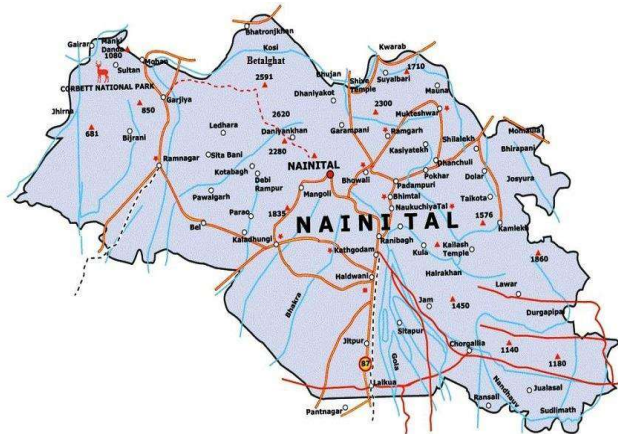 Bhatronjkhan
Gairar
Manki
Danda
1080
Mohan
Sultan
CORBETT NATIONAL PARK
Kosi
Betalghat
2591
Bhujan
Shine
Temple
Kwarab
1710
Suyalbari
Mauna
Jhirna
850
Garjiya
681
Bijrani
Ledhara
2620
Dhaniyakot
Daniyankhan
Garampani
2300
Mukteshwar
Ramgarh
Kaslyatekh
Shilalekh
Mornaula
Bhirapani
2280
Ramnagar
Sita Bani
Kotabagh
Debi
Rampur
NAINITAL
Mangoli
Bhowali
Dhanchuli
Pokhar
Dolar
Josyura
Padampuri
Pawalgarh
Bhimtal
NaukuchiyaTal
Taikota
1576
Kamlekh
Parao
1835
Bel
Kaladhungi
NAINITAL
Ranibagh
Kathgodam
Kula
Kailash
Temple
1860
Haldwani
Hairakhan
Bhakra
Jam
1450
Lawar
Durgapipal
Jitpur
Gola
Sitapur
Chorgallia
1140
1180
87
Lalkua
Nandhaur
Jualasal
Pantnagar
Ransali
Sudlimath